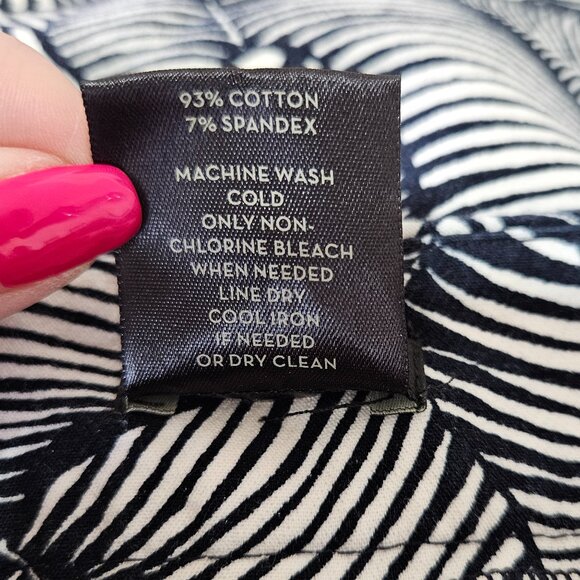 93% COTTON
7% SPANDEX
MACHINE WASH
COLD
ONLY NON-
CHLORINE BLEACH
WHEN NEEDED
LINE DRY
COOL IRON
IF NEEDED
OR DRY CLEAN